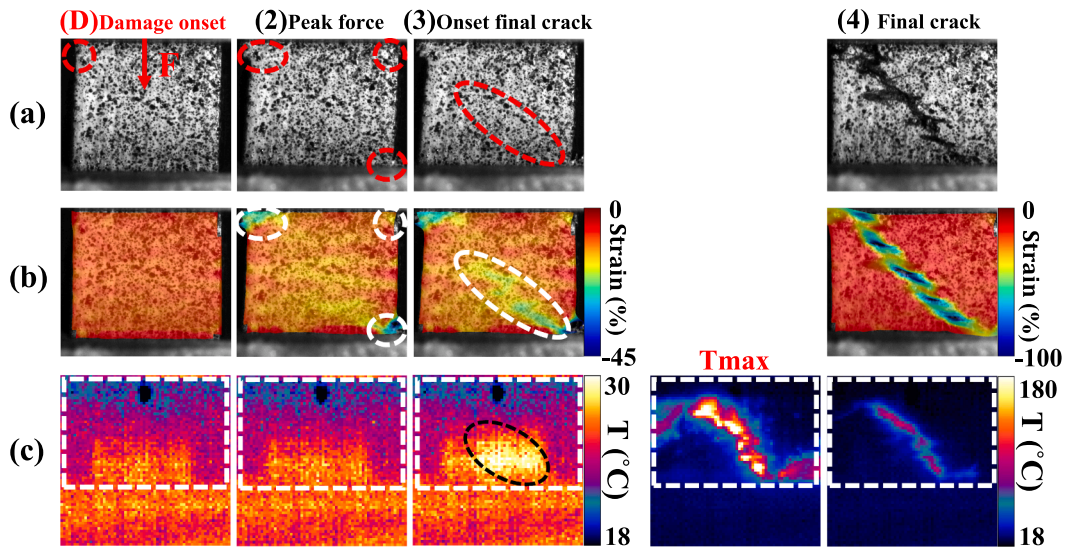 (D)Damage onset
(2)Peak force
(3)Onset final crack
(4) Final crack
F
(a)
(b)
0
Strain (%)
-45
0
Strain (%)
-100
Tmax
(c)
30
T (°C)
18
180
T (°C)
18